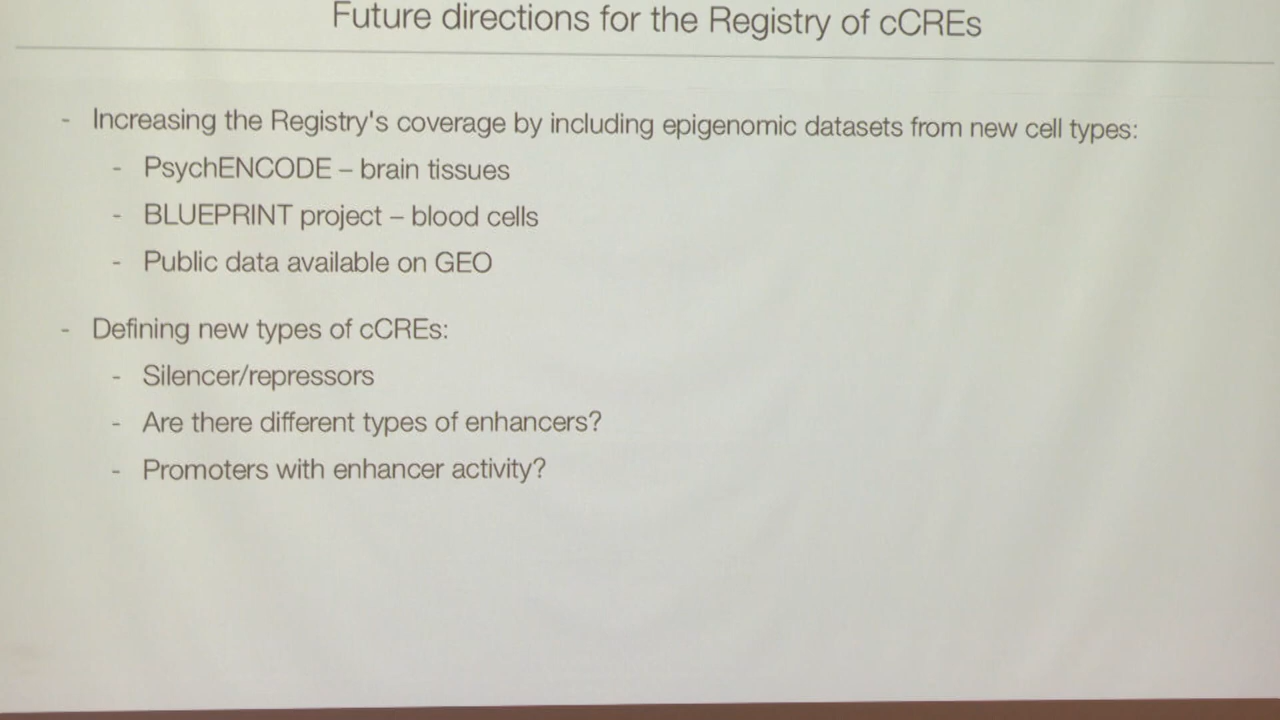 Future directions for the Registry of cCREs
- Increasing the Registry's coverage by including epigenomic datasets from new cell types:
- PsychENCODE – brain tissues
- BLUEPRINT project – blood cells
- Public data available on GEO
- Defining new types of cCREs:
- Silencer/repressors
- Are there different types of enhancers?
- Promoters with enhancer activity?